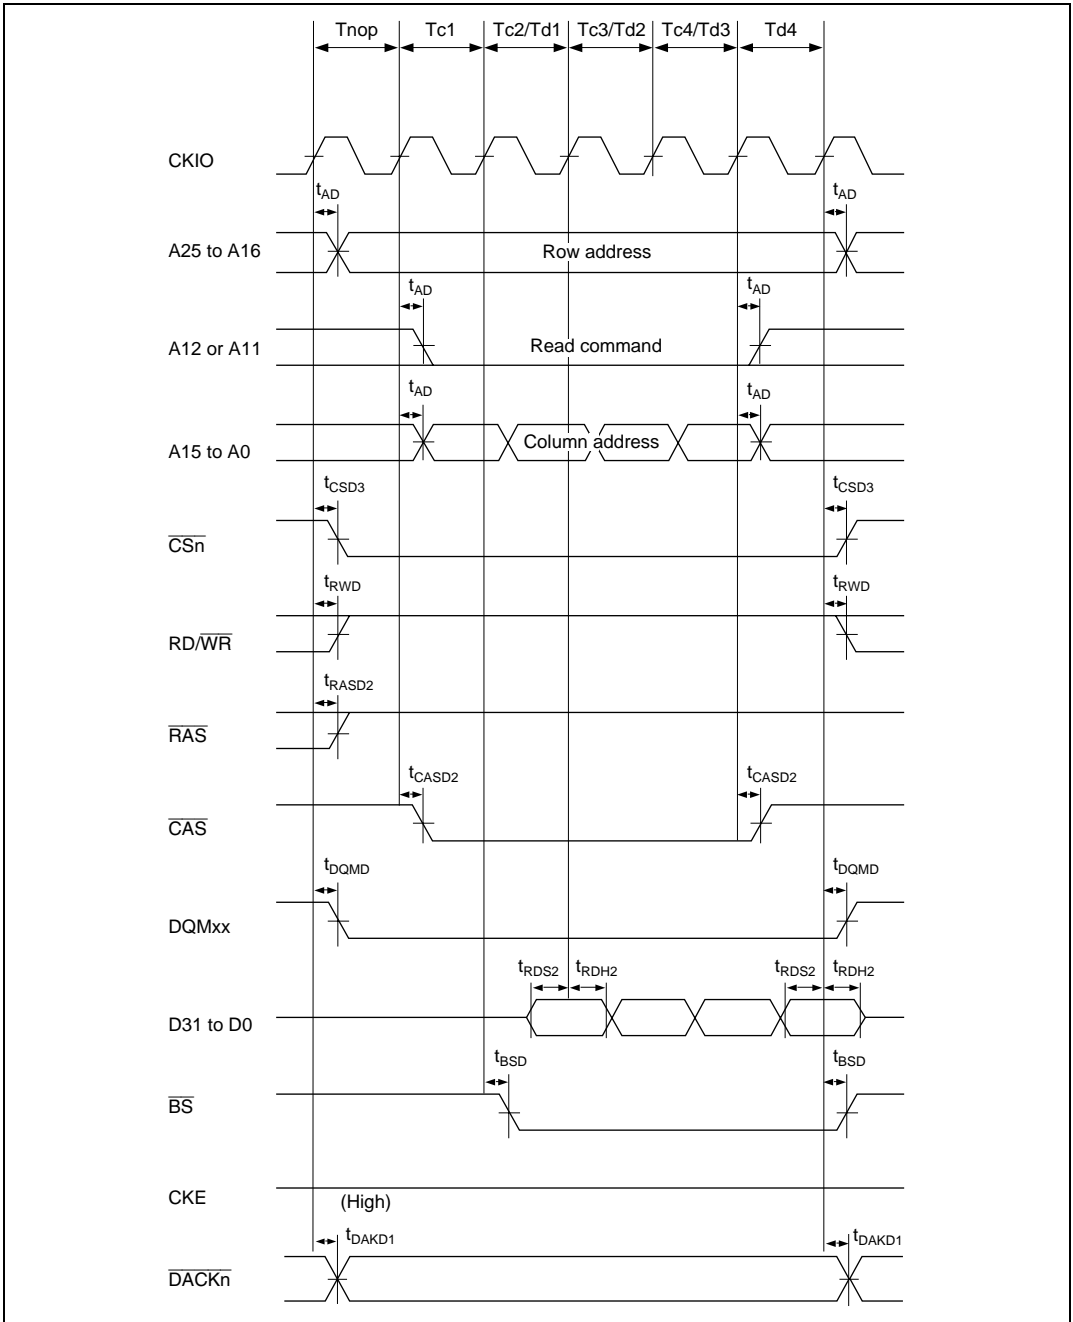 Tnop Tc1 Tc2/Td1 Tc3/Td2 Tc4/Td3 Td4
CKIO
tAD tAD
A25 to A16 Row address
tAD tAD
A12 or A11 Read command
tAD tAD
A15 to A0 Column address
tCSD3 tCSD3
CSn
tRWD tRWD
RD/WR
tRASD2
RAS
tCASD2 tCASD2
CAS
tDQMD tDQMD
DQMxx
tRDS2 tRDH2 tRDS2 tRDH2
D31 to D0
tBSD tBSD
BS
CKE (High)
tDAKD1 tDAKD1
DACKn